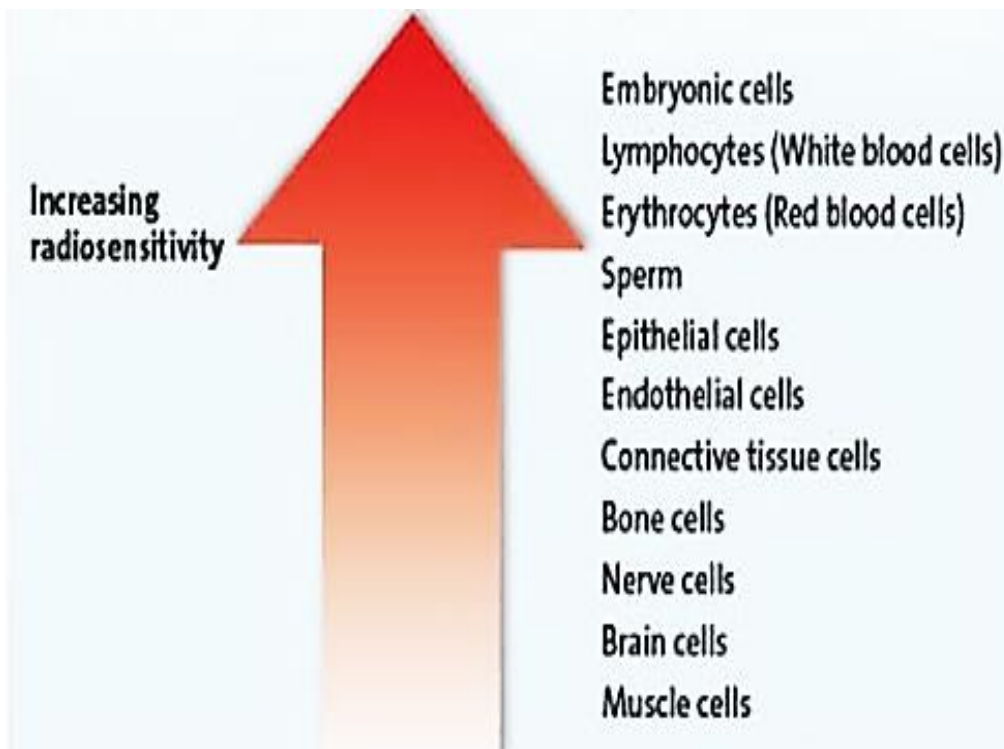 Increasing
radiosensitivity
Embryonic cells
Lymphocytes (White blood cells)
Erythrocytes (Red blood cells)
Sperm
Epithelial cells
Endothelial cells
Connective tissue cells
Bone cells
Nerve cells
Brain cells
Muscle cells